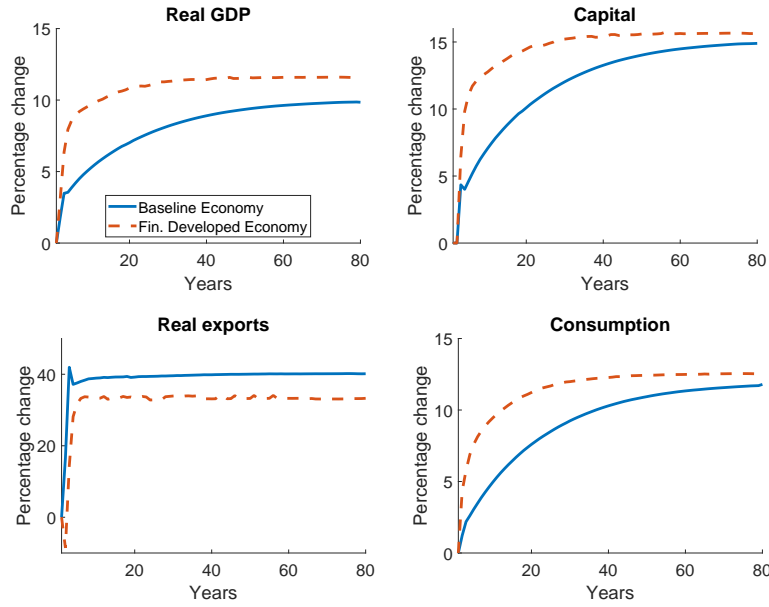 Real GDP
Percentage change
15
10
5
0
20
40
60
80
Years
Baseline Economy
Fin. Developed Economy
Capital
Percentage change
15
10
5
0
20
40
60
80
Years
Real exports
Percentage change
40
20
0
20
40
60
80
Years
Consumption
Percentage change
15
10
5
0
20
40
60
80
Years